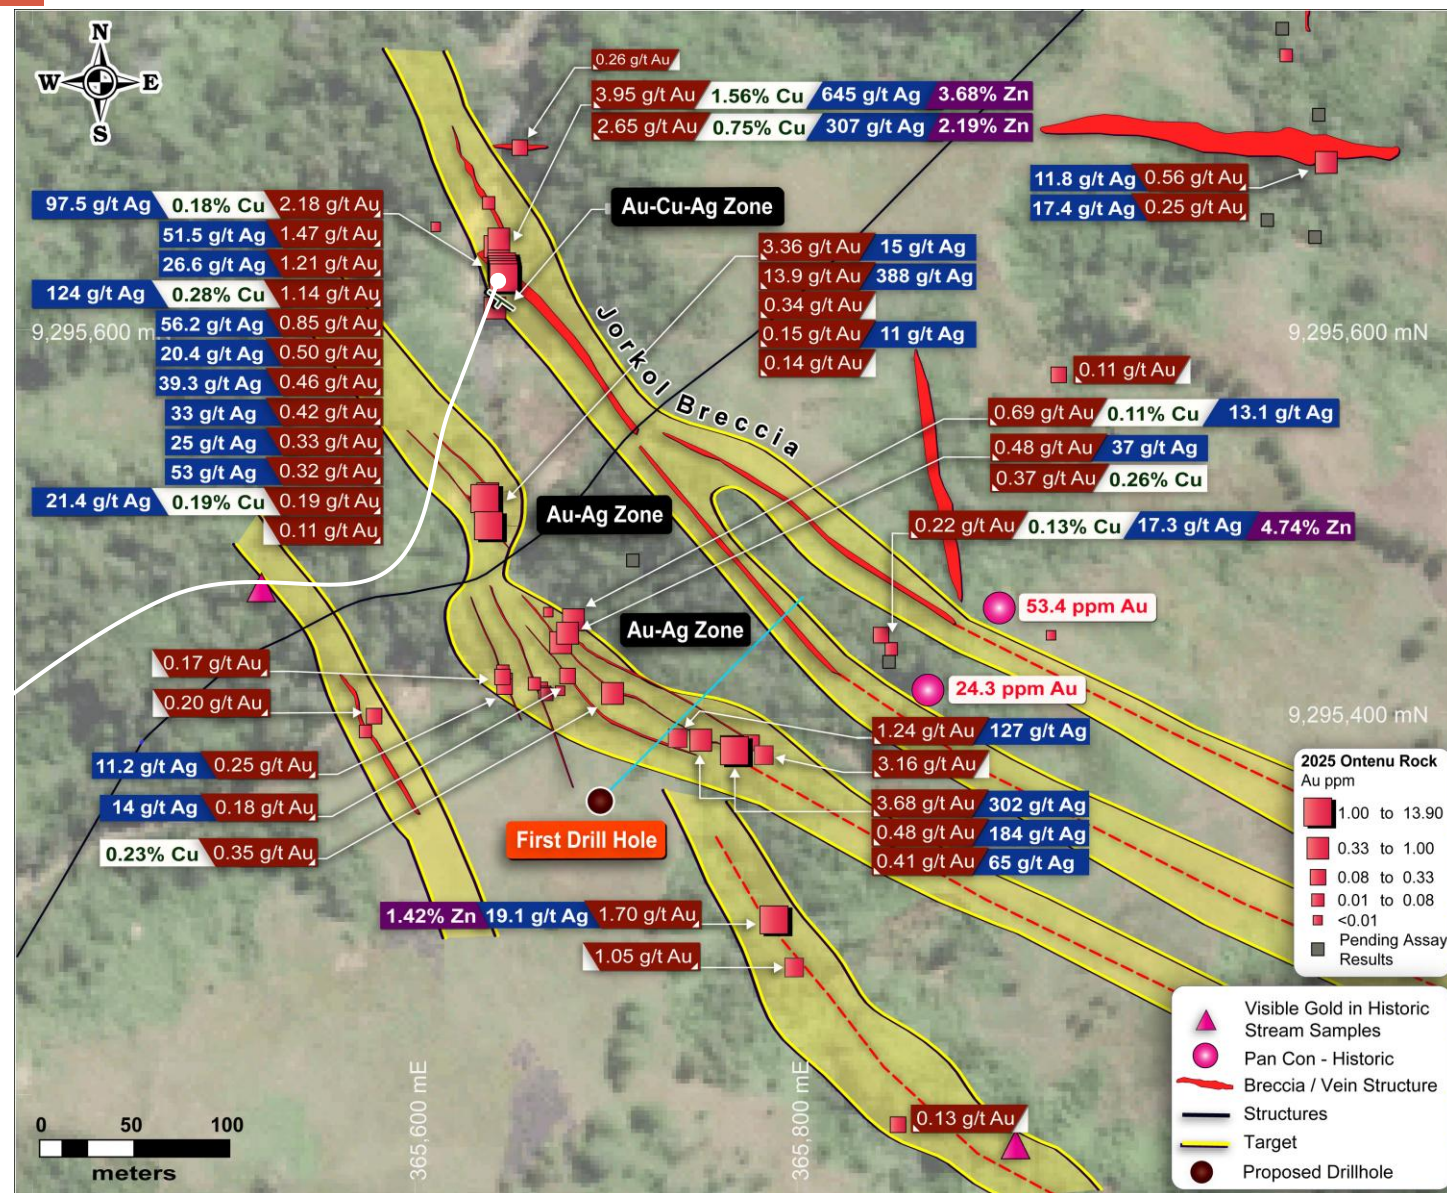 N
W E
S
0.26 g/t Au
3.95 g/t Au 1.56% Cu 645 g/t Ag 3.68% Zn
2.65 g/t Au 0.75% Cu 307 g/t Ag 2.19% Zn
11.8 g/t Ag 0.56 g/t Au
17.4 g/t Ag 0.25 g/t Au
Au-Cu-Ag Zone
97.5 g/t Ag 0.18% Cu 2.18 g/t Au
51.5 g/t Ag 1.47 g/t Au
26.6 g/t Ag 1.21 g/t Au
124 g/t Ag 0.28% Cu 1.14 g/t Au
56.2 g/t Ag 0.85 g/t Au
20.4 g/t Ag 0.50 g/t Au
39.3 g/t Ag 0.46 g/t Au
33 g/t Ag 0.42 g/t Au
25 g/t Ag 0.33 g/t Au
53 g/t Ag 0.32 g/t Au
21.4 g/t Ag 0.19% Cu 0.19 g/t Au
0.11 g/t Au
3.36 g/t Au 15 g/t Ag
13.9 g/t Au 388 g/t Ag
0.34 g/t Au
0.15 g/t Au 11 g/t Ag
0.14 g/t Au
9,295,600 m
9,295,600 mN
Jorkol Breccia
0.11 g/t Au
0.69 g/t Au 0.11% Cu 13.1 g/t Ag
0.48 g/t Au 37 g/t Ag
0.37 g/t Au 0.26% Cu
0.22 g/t Au 0.13% Cu 17.3 g/t Ag 4.74% Zn
Au-Ag Zone
Au-Ag Zone
53.4 ppm Au
24.3 ppm Au
0.17 g/t Au
0.20 g/t Au
11.2 g/t Ag 0.25 g/t Au
14 g/t Ag 0.18 g/t Au
0.23% Cu 0.35 g/t Au
9,295,400 mN
1.24 g/t Au 127 g/t Ag
3.16 g/t Au
3.68 g/t Au 302 g/t Ag
0.48 g/t Au 184 g/t Ag
0.41 g/t Au 65 g/t Ag
First Drill Hole
1.42% Zn 19.1 g/t Ag 1.70 g/t Au
1.05 g/t Au
0.13 g/t Au
365,600 mE
365,800 mE
0 50 100
meters
2025 Ontenu Rock
Au ppm
1.00 to 13.90
0.33 to 1.00
0.08 to 0.33
0.01 to 0.08
<0.01
Pending Assay
Results
Visible Gold in Historic
Stream Samples
Pan Con - Historic
Breccia / Vein Structure
Structures
Target
Proposed Drillhole